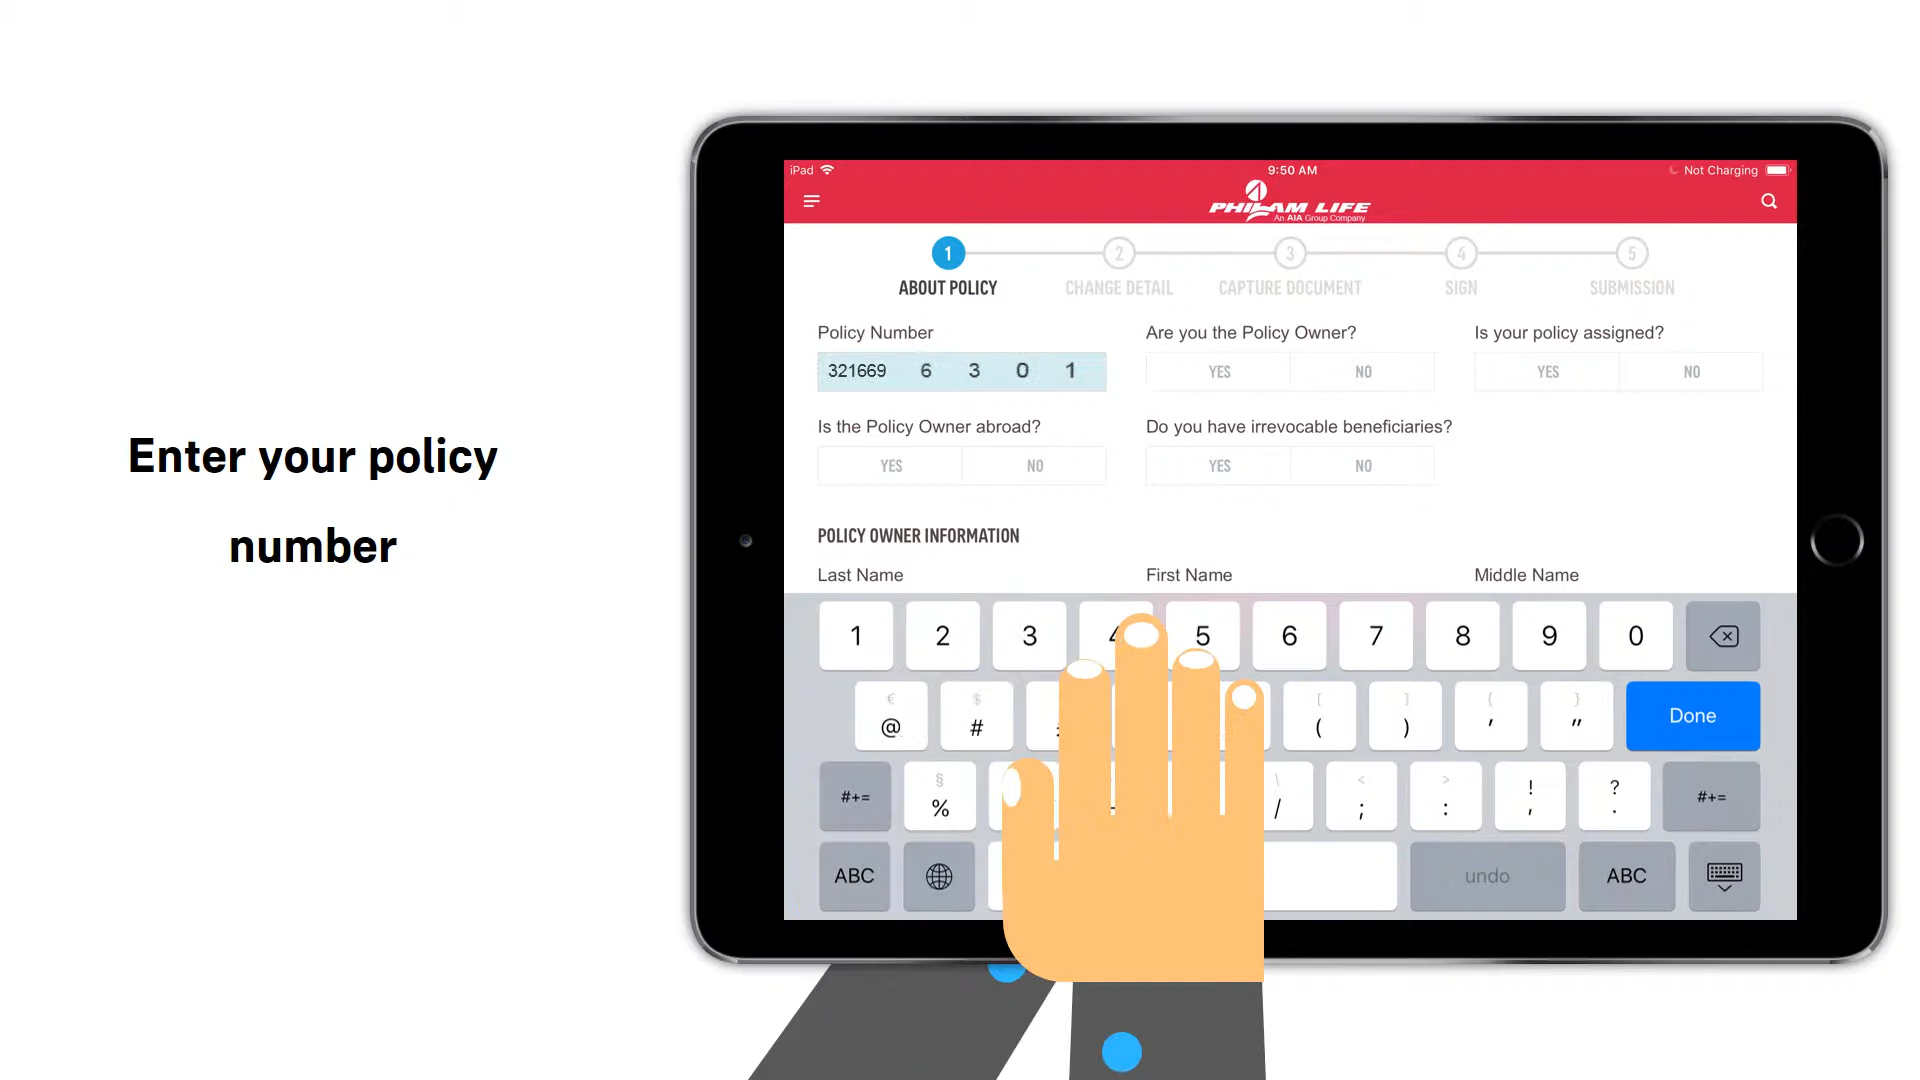 Enter your policy
number
iPad
9:50 AM
Not Charging
PHILAM LIFE
An AIA Group Company
1
2
3
4
5
ABOUT POLICY
CHANGE DETAIL
CAPTURE DOCUMENT
SIGN
SUBMISSION
Policy Number
Are you the Policy Owner?
Is your policy assigned?
321669 6 3 0 1
YES NO
YES NO
Is the Policy Owner abroad?
Do you have irrevocable beneficiaries?
YES NO
YES NO
POLICY OWNER INFORMATION
Last Name
First Name
Middle Name
1 2 3 4 5 6 7 8 9 0
€ $ [ ] { }
@ # ( ) ' " Done
§ \ < > ! ?
#+= % / ; : , . #+=
ABC undo ABC